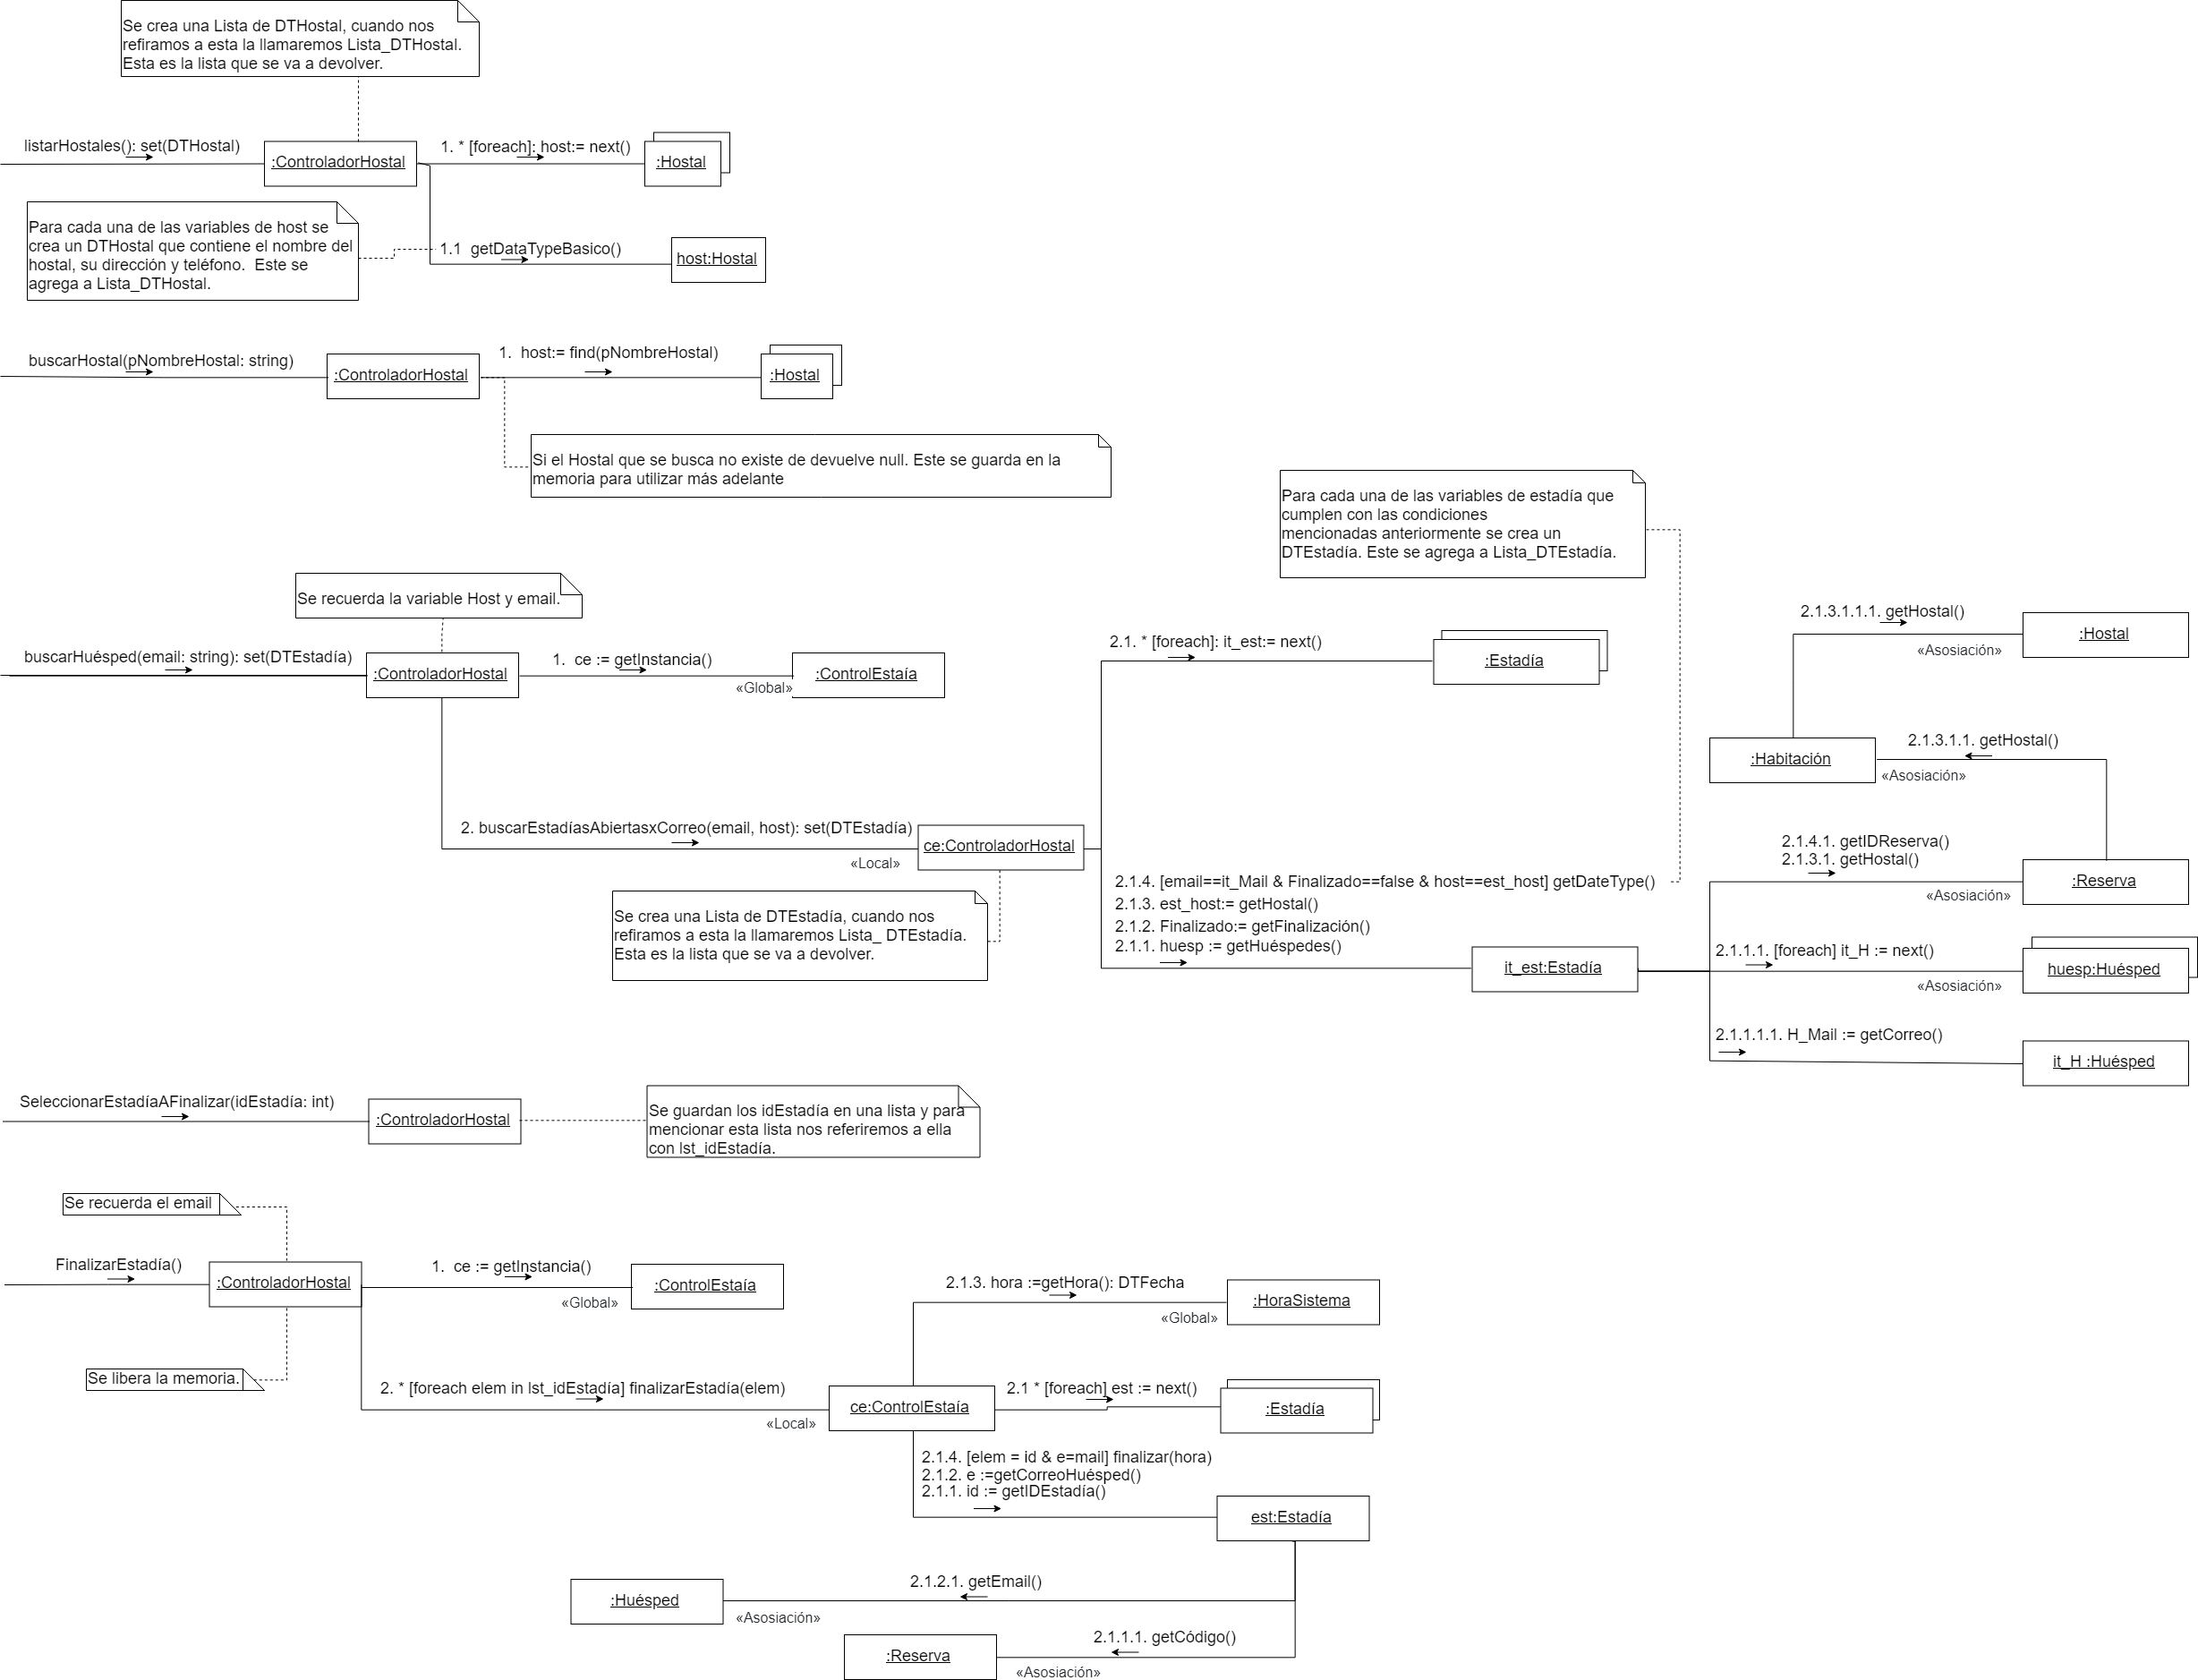 Se crea una Lista de DTHostal, cuando nos
refiramos a esta la llamaremos Lista_DTHostal.
Esta es la lista que se va a devolver.
listarHostales(): set(DTHostal)
:ControladorHostal
1. * [foreach]: host:= next()
:Hostal
Para cada una de las variables de host se
crea un DTHostal que contiene el nombre del
hostal, su dirección y teléfono.  Este se
agrega a Lista_DTHostal.
1.1  getDataTypeBasico()
host:Hostal
buscarHostal(pNombreHostal: string)
:ControladorHostal
1.  host:= find(pNombreHostal)
:Hostal
Si el Hostal que se busca no existe de devuelve null. Este se guarda en la
memoria para utilizar más adelante
Para cada una de las variables de estadía que
cumplen con las condiciones
mencionadas anteriormente se crea un
DTEstadía. Este se agrega a Lista_DTEstadía.
Se recuerda la variable Host y email.
buscarHuésped(email: string): set(DTEstadía)
:ControladorHostal
1.  ce := getInstancia()
«Global»
:ControlEstaía
2.1. * [foreach]: it_est:= next()
:Estadía
2.1.3.1.1.1. getHostal()
«Asosiación»
:Hostal
:Habitación
2.1.3.1.1. getHostal()
«Asosiación»
2. buscarEstadíasAbiertasxCorreo(email, host): set(DTEstadía)
«Local»
ce:ControladorHostal
2.1.4.1. getIDReserva()
2.1.3.1. getHostal()
«Asosiación»
:Reserva
2.1.4. [email==it_Mail & Finalizado==false & host==est_host] getDateType()
2.1.3. est_host:= getHostal()
2.1.2. Finalizado:= getFinalización()
2.1.1. huesp := getHuéspedes()
it_est:Estadía
Se crea una Lista de DTEstadía, cuando nos
refiramos a esta la llamaremos Lista_ DTEstadía.
Esta es la lista que se va a devolver.
2.1.1.1. [foreach] it_H := next()
«Asosiación»
huesp:Huésped
2.1.1.1.1. H_Mail := getCorreo()
it_H :Huésped
SeleccionarEstadíaAFinalizar(idEstadía: int)
:ControladorHostal
Se guardan los idEstadía en una lista y para
mencionar esta lista nos referiremos a ella
con lst_idEstadía.
Se recuerda el email
FinalizarEstadía()
:ControladorHostal
1.  ce := getInstancia()
«Global»
:ControlEstaía
2.1.3. hora :=getHora(): DTFecha
«Global»
:HoraSistema
Se libera la memoria.
2. * [foreach elem in lst_idEstadía] finalizarEstadía(elem)
«Local»
ce:ControlEstaía
2.1 * [foreach] est := next()
:Estadía
2.1.4. [elem = id & e=mail] finalizar(hora)
2.1.2. e :=getCorreoHuésped()
2.1.1. id := getIDEstadía()
est:Estadía
:Huésped
2.1.2.1. getEmail()
«Asosiación»
:Reserva
2.1.1.1. getCódigo()
«Asosiación»